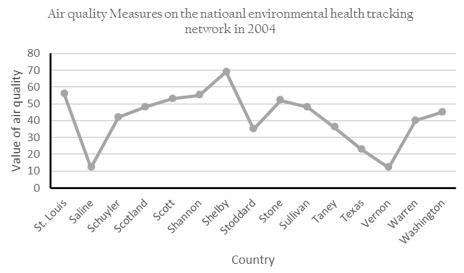 Air quality Measures on the natioanl environmental health tracking
network in 2004
Value of air quality
80
70
60
50
40
30
20
10
0
St. Louis
Saline
Schuyler
Scotland
Scott
Shannon
Shelby
Stoddard
Stone
Sullivan
Taney
Texas
Vernon
Warren
Washington
Country